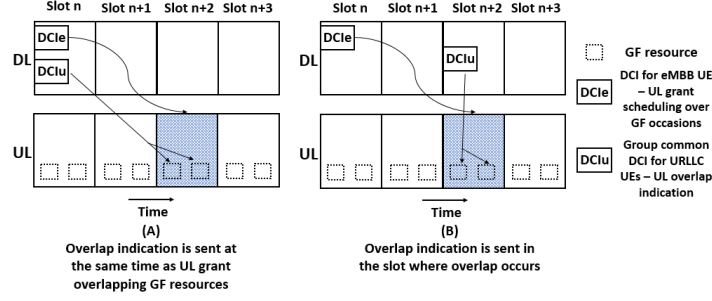 Slot n Slot n+1 Slot n+2 Slot n+3
DL
DCIe
DCIu
UL
Time
(A)
Overlap indication is sent at
the same time as UL grant
overlapping GF resources
Slot n Slot n+1 Slot n+2 Slot n+3
DL
DCIe
DCIu
UL
Time
(B)
Overlap indication is sent in
the slot where overlap occurs
GF resource
DCIe
DCI for eMBB UE
– UL grant
scheduling over
GF occasions
DCIu
Group common
DCI for URLLC
UEs – UL overlap
indication